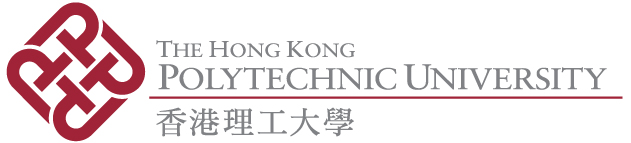 THE HONG KONG
POLYTECHNIC UNIVERSITY
香港理工大學